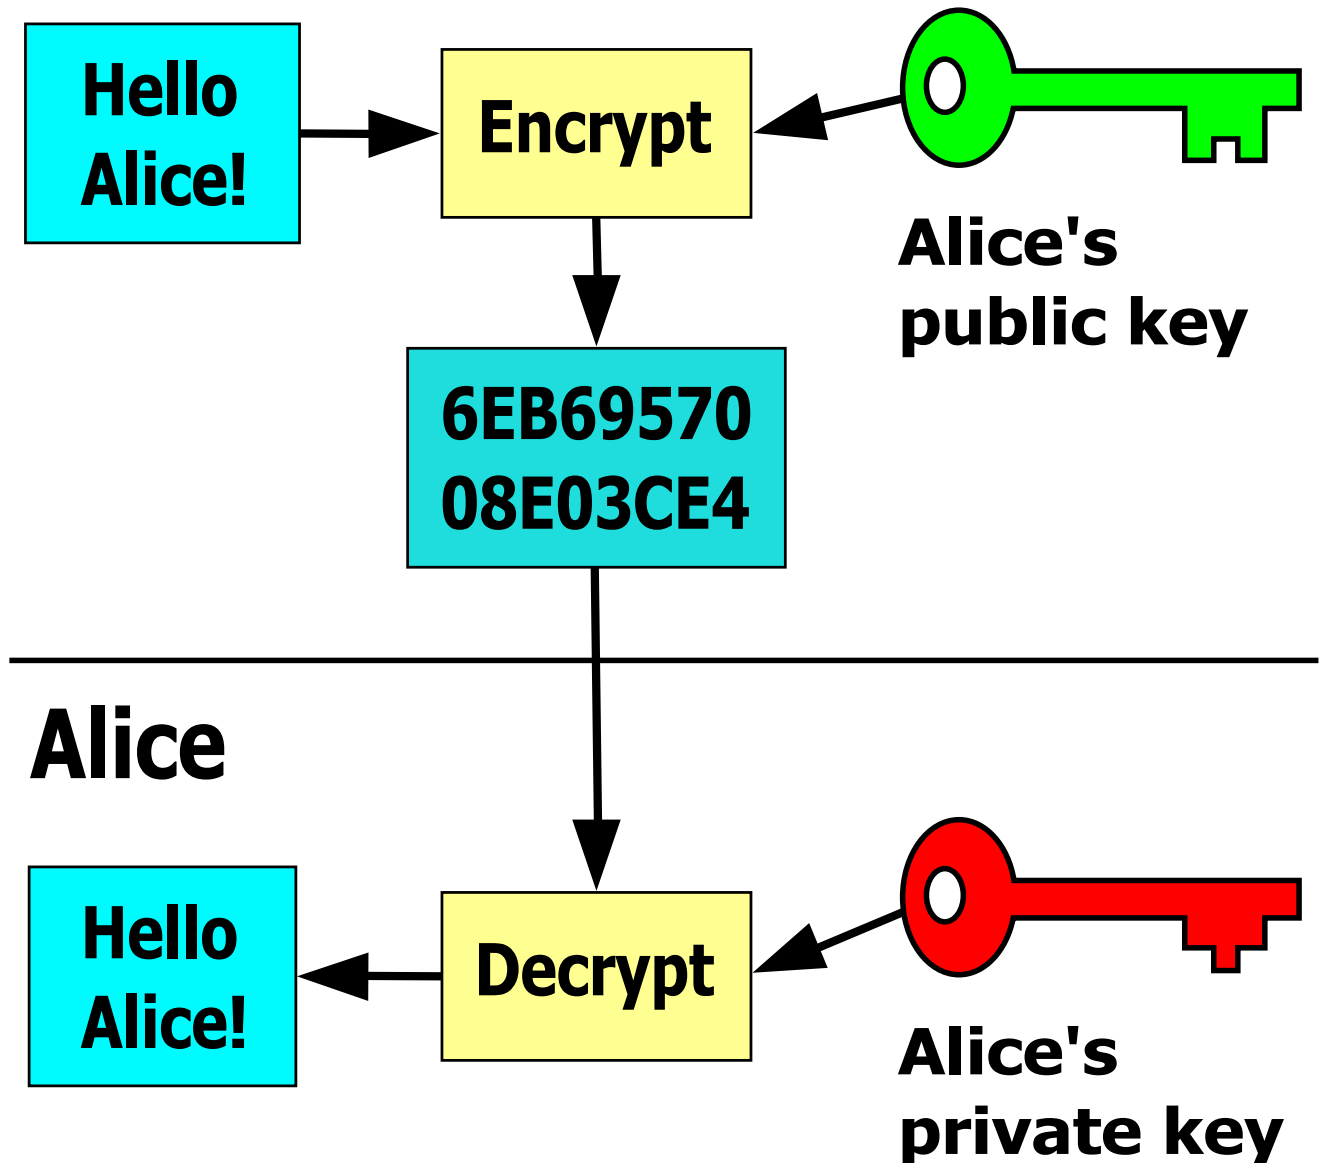 Hello
Alice!
Encrypt
Alice's
public key
6EB69570
08E03CE4
Alice
Hello
Alice!
Decrypt
Alice's
private key